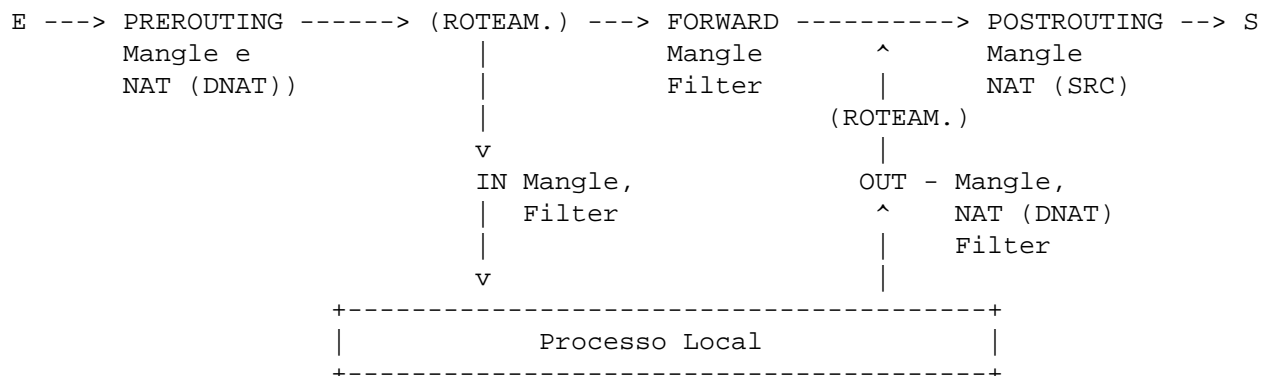 E ---> PREROUTING ------> (ROTEAM.) ---> FORWARD ----------> POSTROUTING --> S
Mangle e | Mangle ^ Mangle
NAT (DNAT)) | Filter | NAT (SRC)
| (ROTEAM.)
v |
IN Mangle, OUT - Mangle,
| Filter ^ NAT (DNAT)
| | Filter
v |
+---------------------------------------+
| Processo Local |
+---------------------------------------+